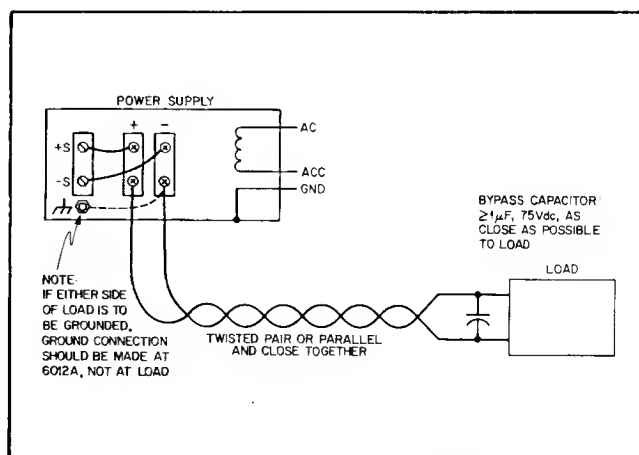 POWER SUPPLY
+ -
+S
-S
AC
ACC
GND
BYPASS CAPACITOR
≥1µF, 75Vdc, AS
CLOSE AS POSSIBLE
TO LOAD
LOAD
NOTE:
IF EITHER SIDE
OF LOAD IS TO
BE GROUNDED,
GROUND CONNECTION
SHOULD BE MADE AT
6012A, NOT AT LOAD
TWISTED PAIR OR PARALLEL
AND CLOSE TOGETHER